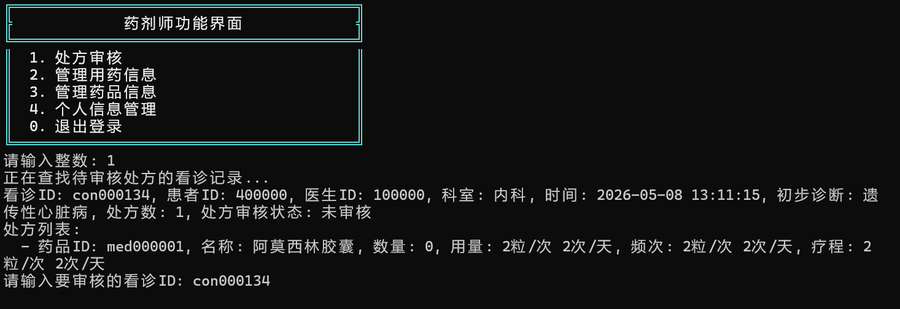 药剂师功能界面
1. 处方审核
2. 管理用药信息
3. 管理药品信息
4. 个人信息管理
0. 退出登录
请输入整数: 1
正在查找待审核处方的看诊记录...
看诊ID: con000134, 患者ID: 400000, 医生ID: 100000, 科室: 内科, 时间: 2026-05-08 13:11:15, 初步诊断: 遗
传性心脏病, 处方数: 1, 处方审核状态: 未审核
处方列表:
- 药品ID: med000001, 名称: 阿莫西林胶囊, 数量: 0, 用量: 2粒/次 2次/天, 频次: 2粒/次 2次/天, 疗程: 2
粒/次 2次/天
请输入要审核的看诊ID: con000134